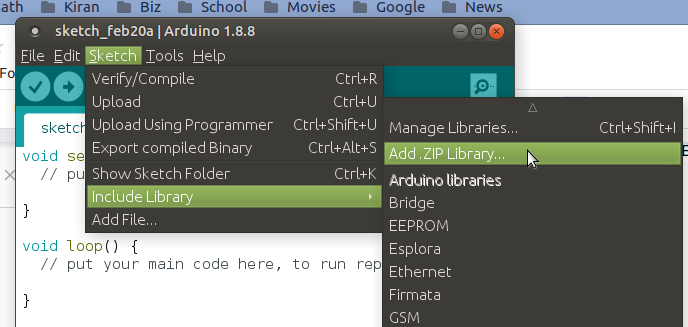 ath Kiran Biz School Movies Google News
sketch_feb20a | Arduino 1.8.8
File Edit Sketch Tools Help
Fo
Verify/Compile Ctrl+R
Upload Ctrl+U
Upload Using Programmer Ctrl+Shift+U
Export compiled Binary Ctrl+Alt+S
Show Sketch Folder Ctrl+K
Include Library
Add File...
Manage Libraries... Ctrl+Shift+I
Add .ZIP Library...
Arduino libraries
Bridge
EEPROM
Esplora
Ethernet
Firmata
GSM
sketch
void se
// pu
}
void loop() {
// put your main code here, to run rep
}